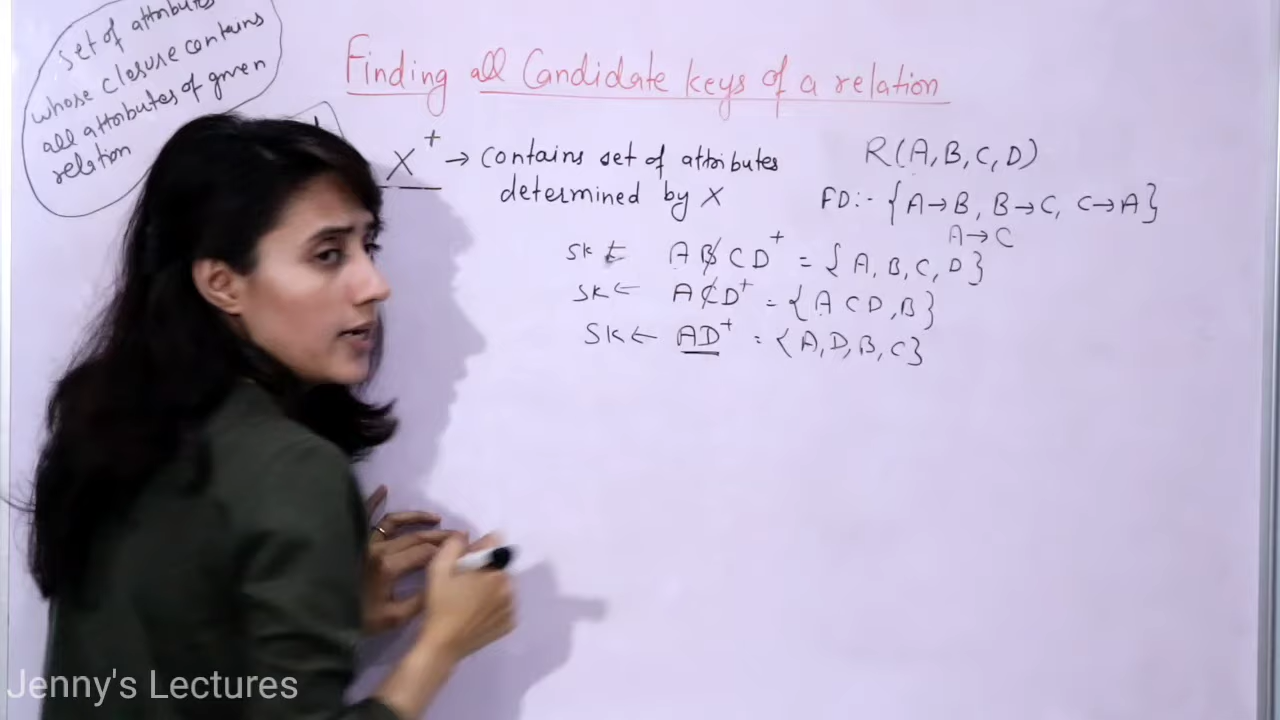 set of attributes
whose closure contains
all attributes of given
relation
Finding all Candidate keys of a relation
X+ → Contains set of attributes
determined by X
R(A, B, C, D)
FD:- {A→B, B→C, C→A}
A→C
SK ← ABCD+ = {A, B, C, D}
SK ← ACD+ = {A C D, B}
SK ← AD+ = {A, D, B, C}
Jenny's Lectures